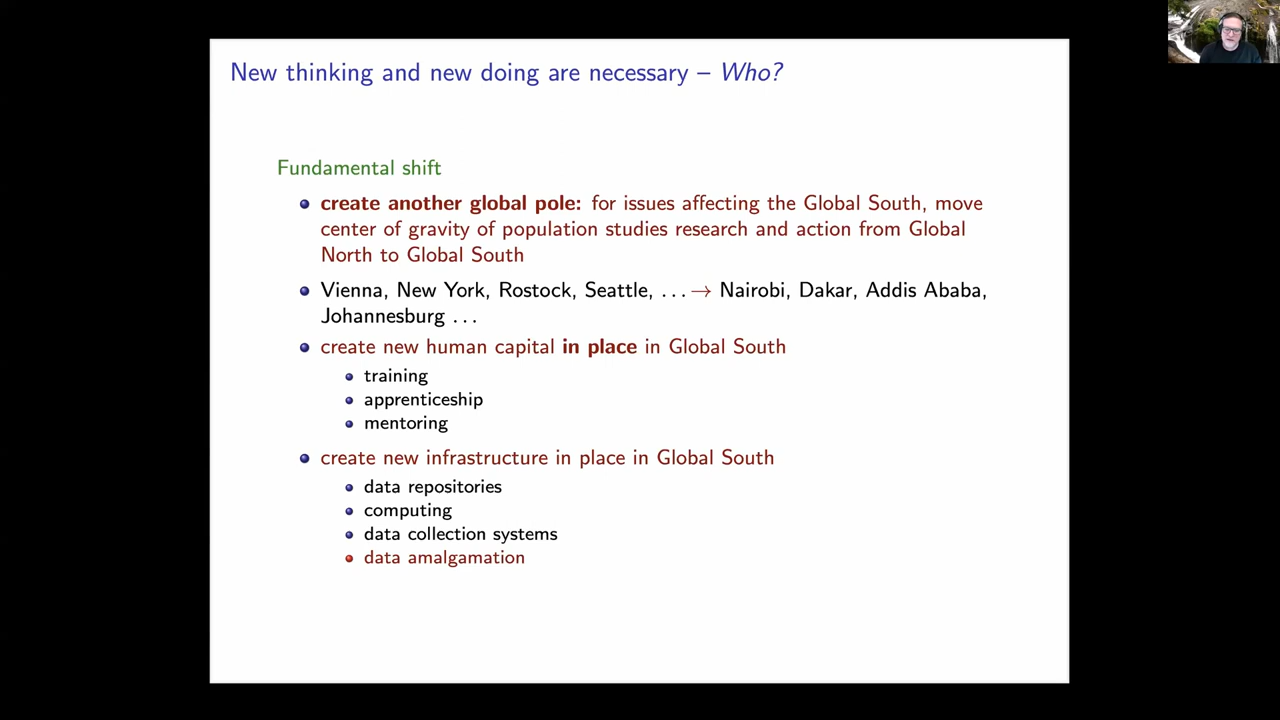 New thinking and new doing are necessary – Who?
Fundamental shift
create another global pole: for issues affecting the Global South, move
center of gravity of population studies research and action from Global
North to Global South
Vienna, New York, Rostock, Seattle, ... → Nairobi, Dakar, Addis Ababa,
Johannesburg ...
create new human capital in place in Global South
training
apprenticeship
mentoring
create new infrastructure in place in Global South
data repositories
computing
data collection systems
data amalgamation